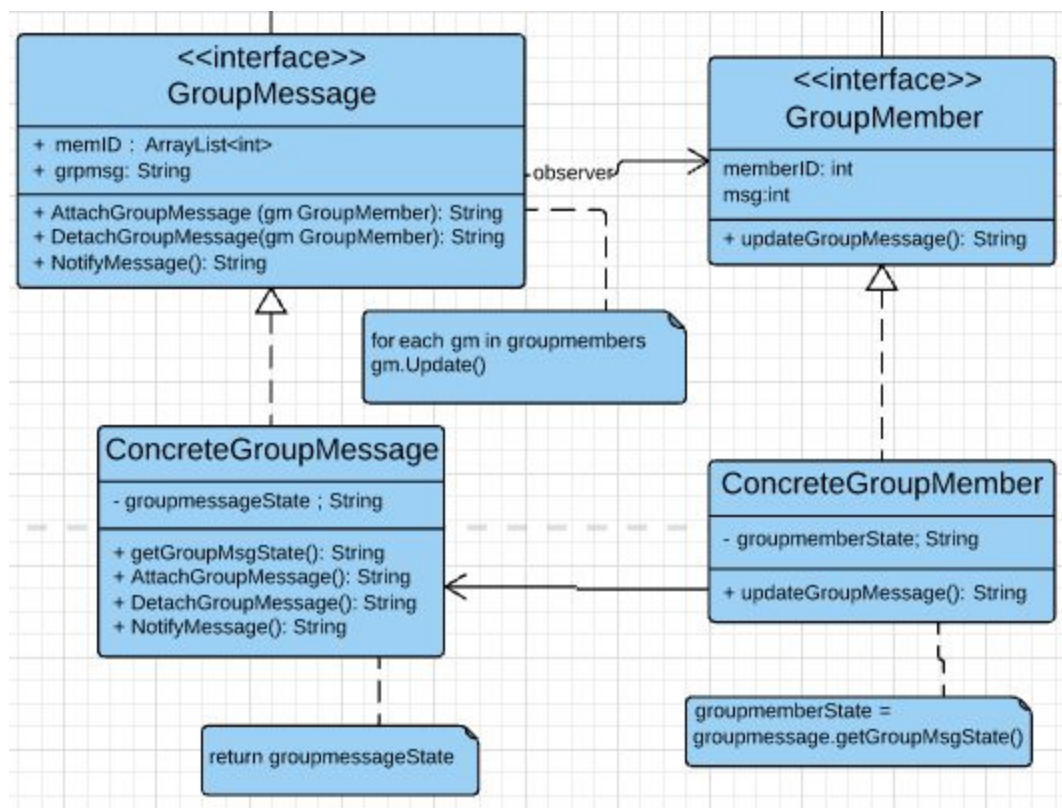 <<interface>>
GroupMessage
+ memID : ArrayList<int>
+ grpmsg: String
+ AttachGroupMessage (gm GroupMember): String
+ DetachGroupMessage(gm GroupMember): String
+ NotifyMessage(): String
observer
<<interface>>
GroupMember
memberID: int
msg:int
+ updateGroupMessage(): String
for each gm in groupmembers
gm.Update()
ConcreteGroupMessage
- groupmessageState ; String
+ getGroupMsgState(): String
+ AttachGroupMessage(): String
+ DetachGroupMessage(): String
+ NotifyMessage(): String
ConcreteGroupMember
- groupmemberState; String
+ updateGroupMessage(): String
return groupmessageState
groupmemberState =
groupmessage.getGroupMsgState()